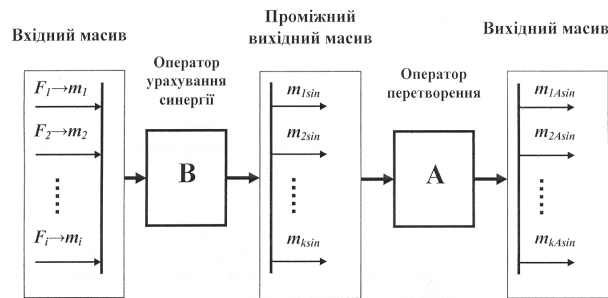 Вхідний масив
F1→m1
F2→m2
Fi→mi
Оператор
урахування
синергії
B
Проміжний
вихідний масив
m1sin
m2sin
mksin
Оператор
перетворення
A
Вихідний масив
m1Asin
m2Asin
mkAsin